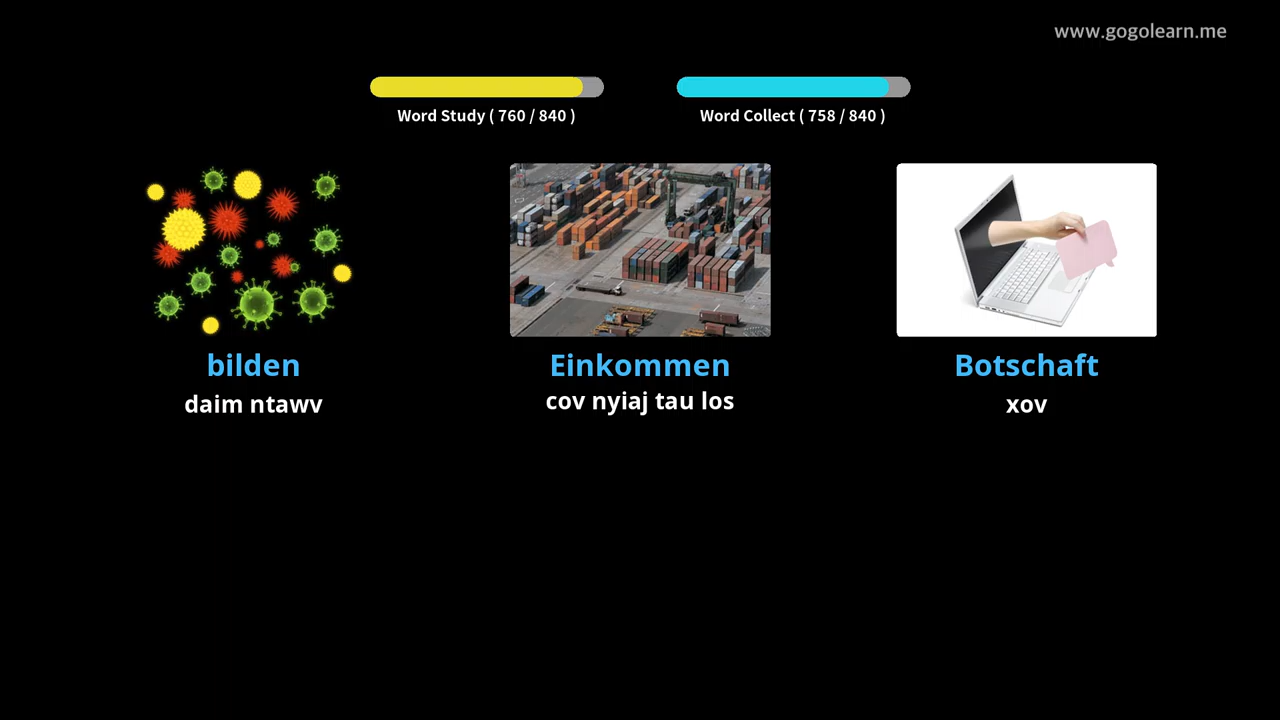 www.gogolearn.me
Word Study ( 760 / 840 )
Word Collect ( 758 / 840 )
bilden
Einkommen
Botschaft
daim ntawv
cov nyiaj tau los
xov